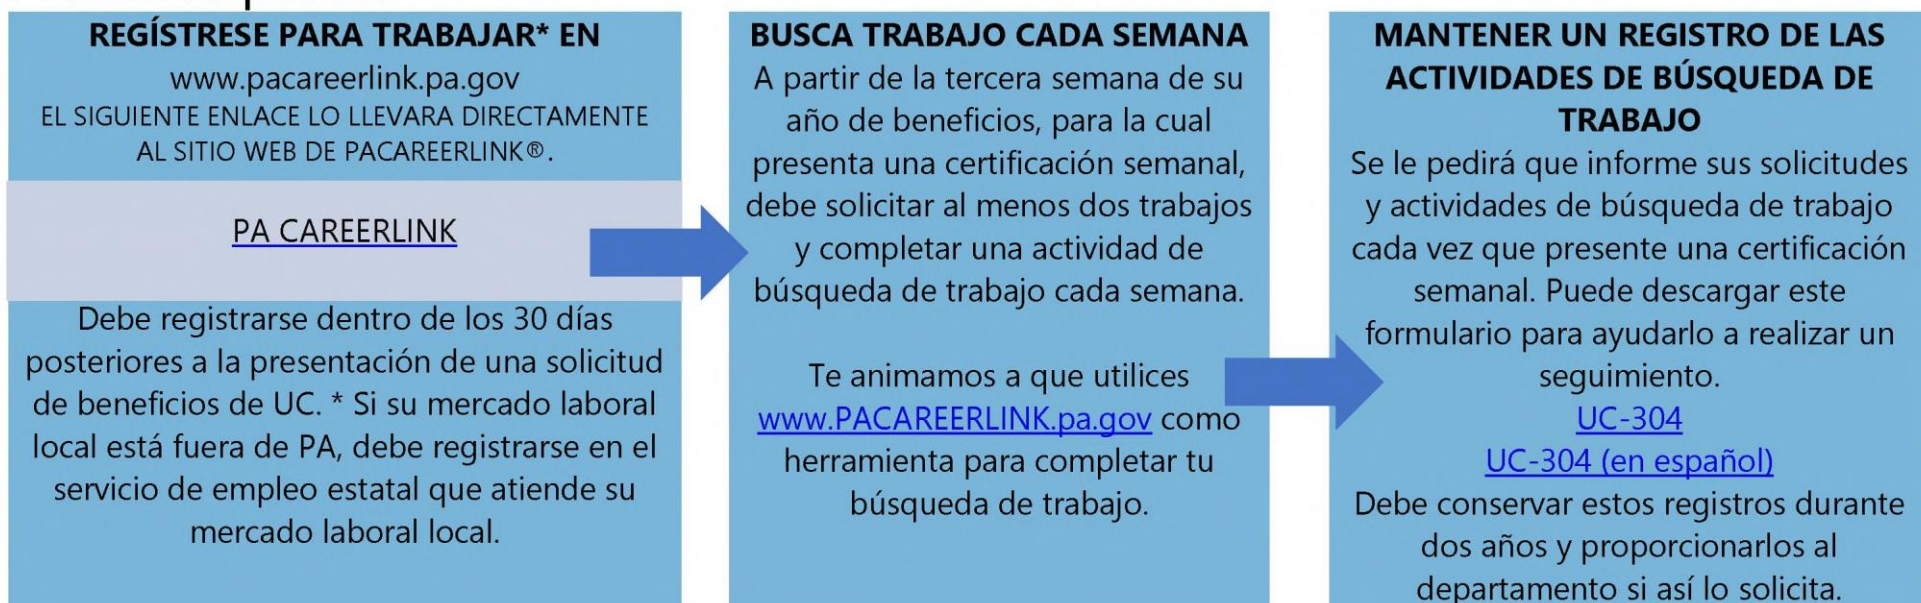 REGÍSTRESE PARA TRABAJAR* EN
www.pacareerlink.pa.gov
EL SIGUIENTE ENLACE LO LLEVARA DIRECTAMENTE
AL SITIO WEB DE PACAREERLINK®.
PA CAREERLINK
Debe registrarse dentro de los 30 días
posteriores a la presentación de una solicitud
de beneficios de UC. * Si su mercado laboral
local está fuera de PA, debe registrarse en el
servicio de empleo estatal que atiende su
mercado laboral local.
BUSCA TRABAJO CADA SEMANA
A partir de la tercera semana de su
año de beneficios, para la cual
presenta una certificación semanal,
debe solicitar al menos dos trabajos
y completar una actividad de
búsqueda de trabajo cada semana.
Te animamos a que utilices
www.PACAREERLINK.pa.gov como
herramienta para completar tu
búsqueda de trabajo.
MANTENER UN REGISTRO DE LAS
ACTIVIDADES DE BÚSQUEDA DE
TRABAJO
Se le pedirá que informe sus solicitudes
y actividades de búsqueda de trabajo
cada vez que presente una certificación
semanal. Puede descargar este
formulario para ayudarlo a realizar un
seguimiento.
UC-304
UC-304 (en español)
Debe conservar estos registros durante
dos años y proporcionarlos al
departamento si así lo solicita.